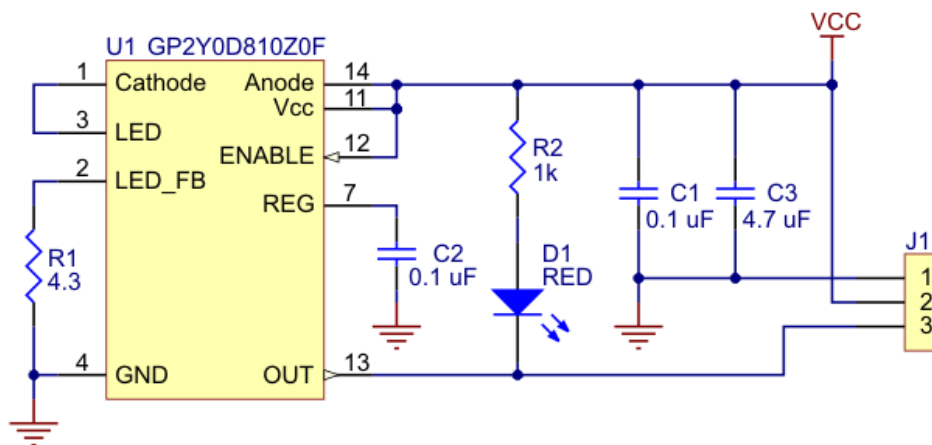 VCC
U1 GP2Y0D810Z0F
1 Cathode Anode 14
Vcc 11
3 LED
ENABLE 12
2 LED_FB
REG 7
R2
1k
C1
0.1 uF
C3
4.7 uF
R1
4.3
C2
0.1 uF
D1
RED
J1
1
2
3
4 GND OUT 13